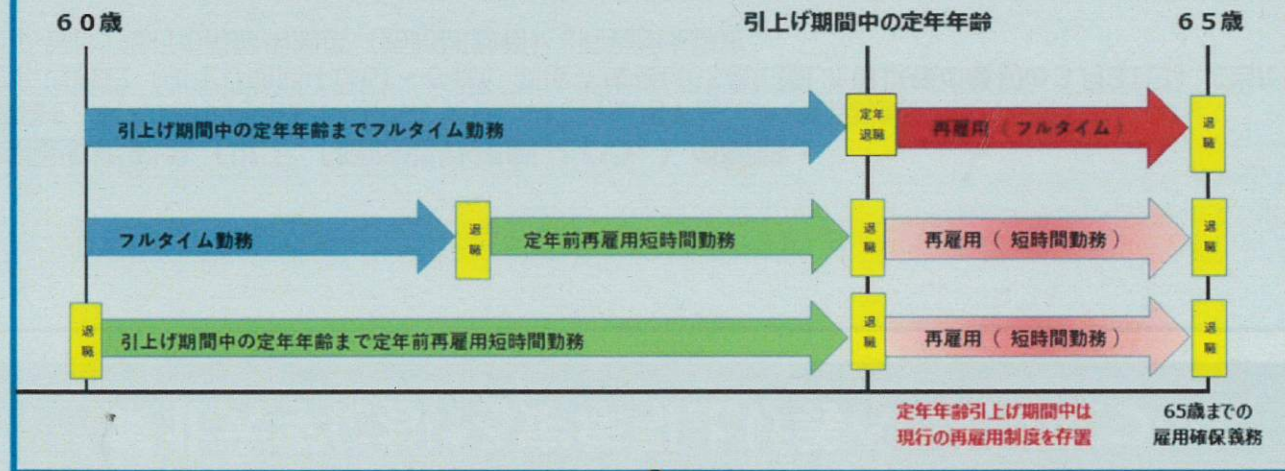 60歳
引上げ期間中の定年年齢
65歳
引上げ期間中の定年年齢までフルタイム勤務
定年
退職
再雇用(フルタイム)
退
職
フルタイム勤務
退
職
定年前再雇用短時間勤務
退
職
再雇用( 短時間勤務)
退
職
退
職
引上げ期間中の定年年齢まで定年前再雇用短時間勤務
退
職
再雇用( 短時間勤務)
退
職
定年年齢引上げ期間中は
現行の再雇用制度を存置
65歳までの
雇用確保義務